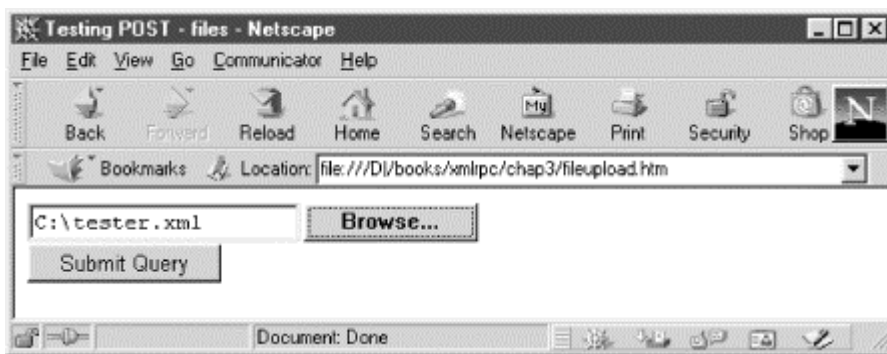 Testing POST - files - Netscape
File Edit View Go Communicator Help
My
N
Back Forward Reload Home Search Netscape Print Security Shop
Bookmarks Location: file:///D|/books/xmlrpc/chap3/fileupload.htm
C:\tester.xml Browse...
Submit Query
Document: Done